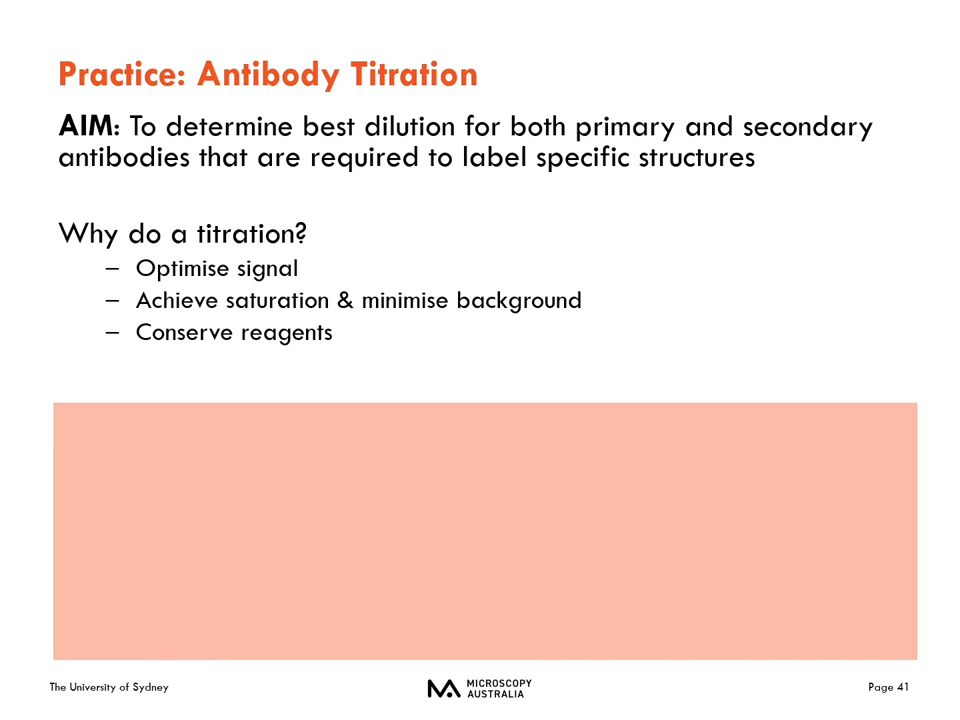 Practice: Antibody Titration
AIM: To determine best dilution for both primary and secondary
antibodies that are required to label specific structures
Why do a titration?
– Optimise signal
– Achieve saturation & minimise background
– Conserve reagents
The University of Sydney
MICROSCOPY
AUSTRALIA
Page 41